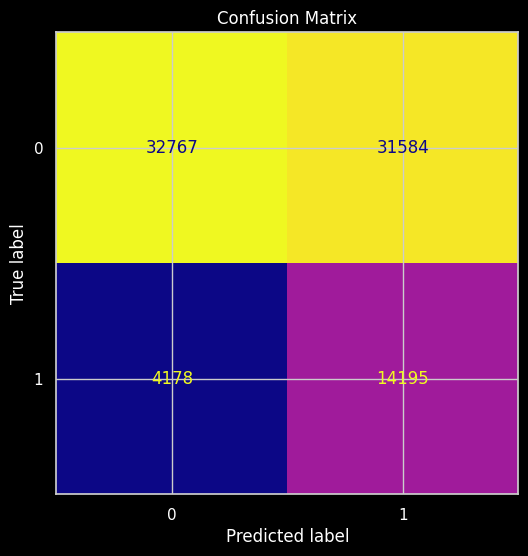 Confusion Matrix
True label
0
32767
31584
1
4178
14195
0
1
Predicted label